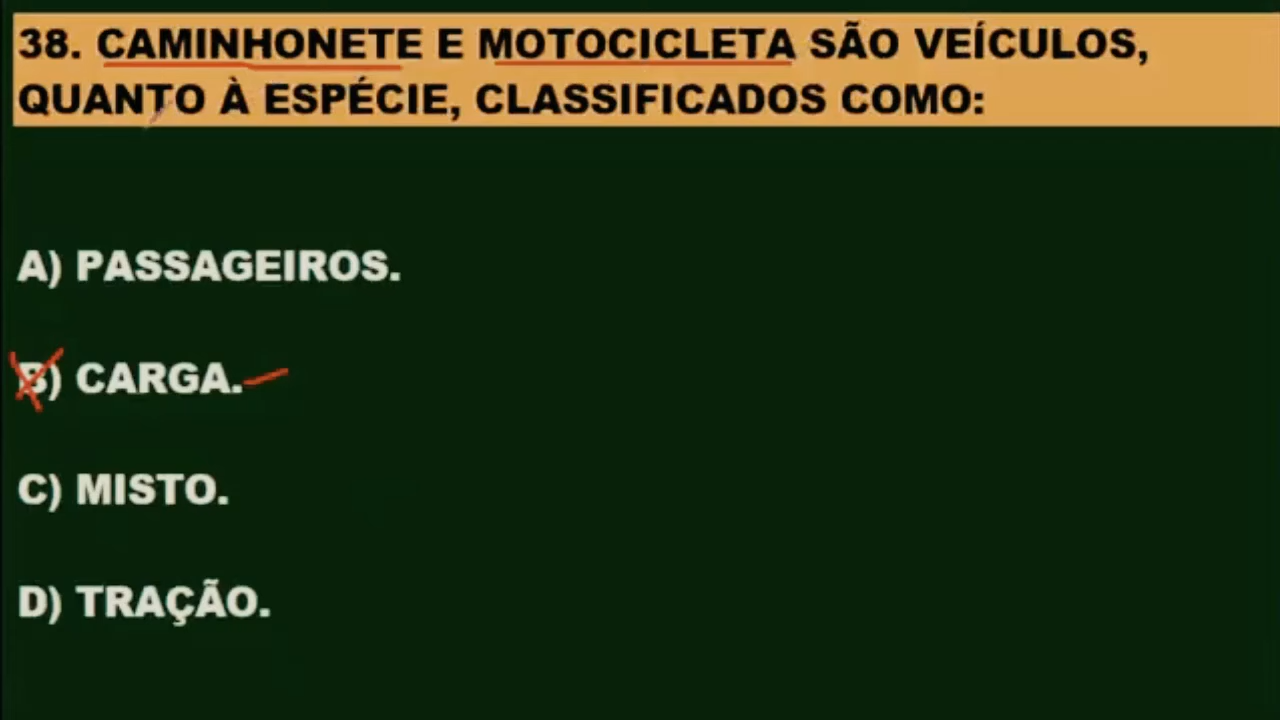 38. CAMINHONETE E MOTOCICLETA SÃO VEÍCULOS,
QUANTO À ESPÉCIE, CLASSIFICADOS COMO:
A) PASSAGEIROS.
B) CARGA.
C) MISTO.
D) TRAÇÃO.